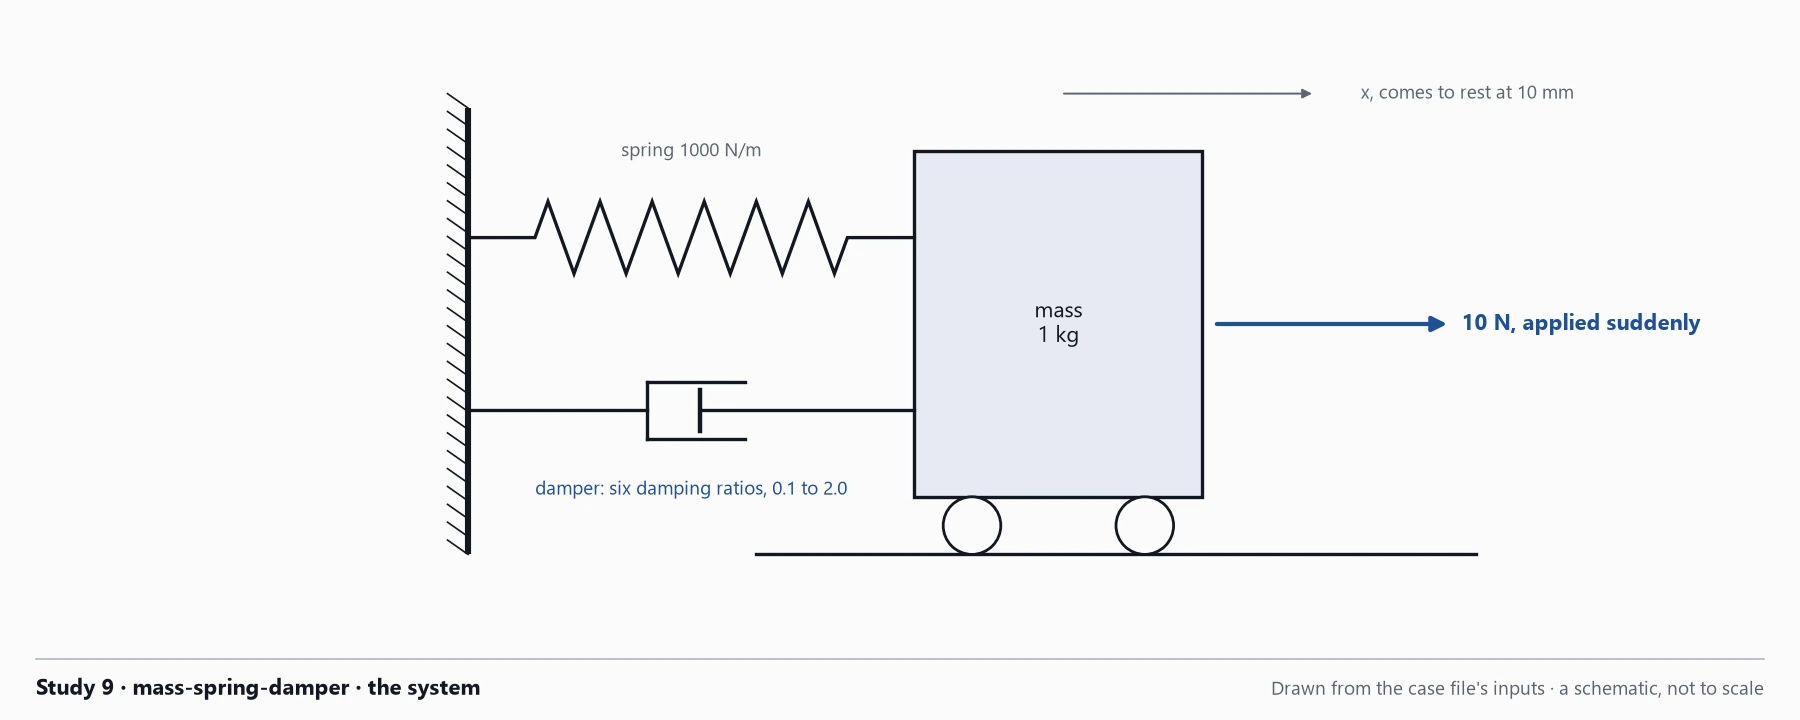 x, comes to rest at 10 mm
spring 1000 N/m
mass
1 kg
10 N, applied suddenly
damper: six damping ratios, 0.1 to 2.0
Study 9 · mass-spring-damper · the system
Drawn from the case file's inputs · a schematic, not to scale